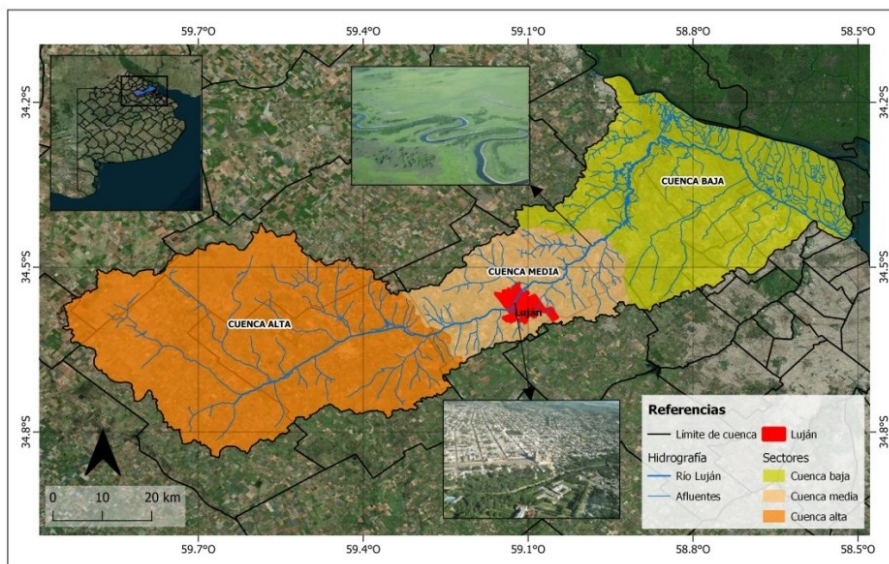 59.7°O 59.4°O 59.1°O 58.8°O 58.5°O
34.2°S 34.2°S
CUENCA BAJA
34.5°S 34.5°S
CUENCA MEDIA
Luján
CUENCA ALTA
34.8°S 34.8°S
0 10 20 km
Referencias
Límite de cuenca Luján
Hidrografía Sectores
Río Luján Cuenca baja
Afluentes Cuenca media
Cuenca alta
59.7°O 59.4°O 59.1°O 58.8°O 58.5°O